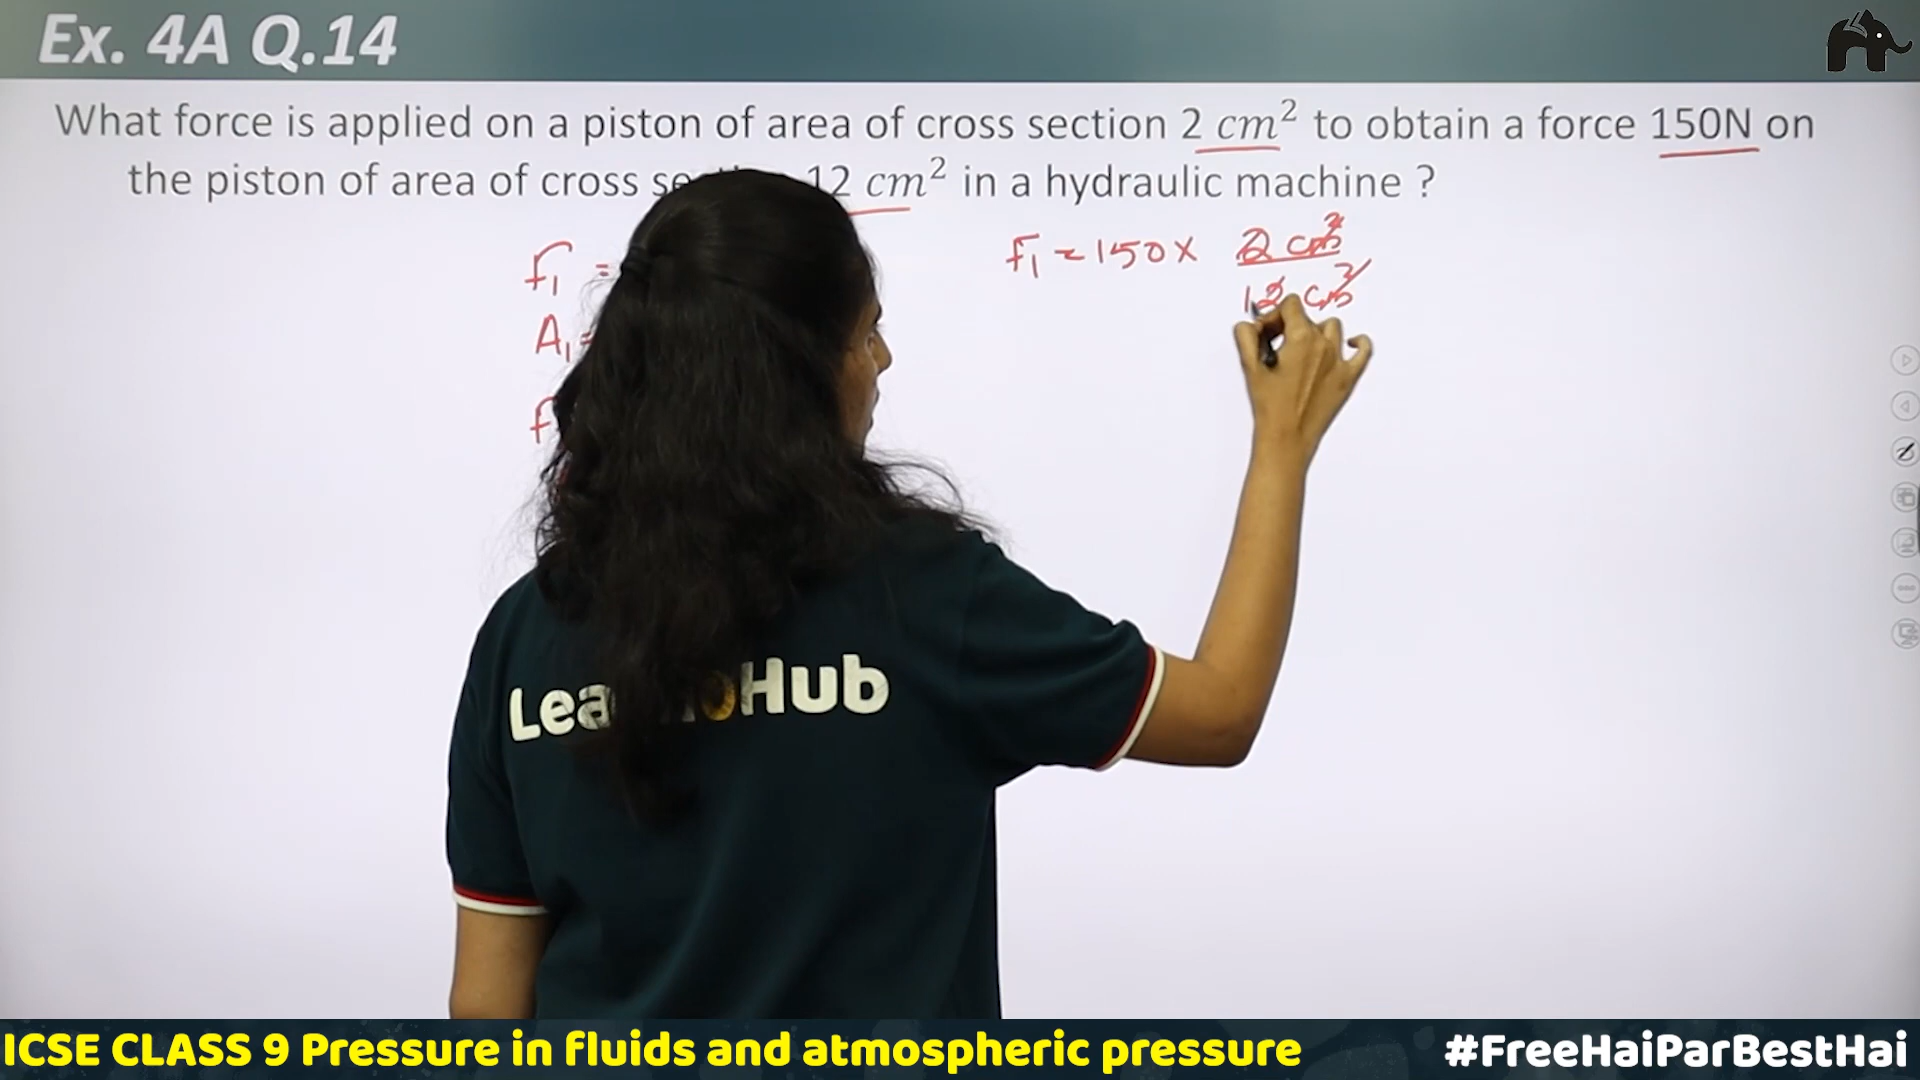 Ex. 4A Q.14
What force is applied on a piston of area of cross section 2 cm² to obtain a force 150N on
the piston of area of cross 12 cm² in a hydraulic machine ?
F₁ =
A₁ =
F
F₁ = 150 × 2 cm²
12 cm²
Hub
ICSE CLASS 9 Pressure in fluids and atmospheric pressure
#FreeHaiParBestHai